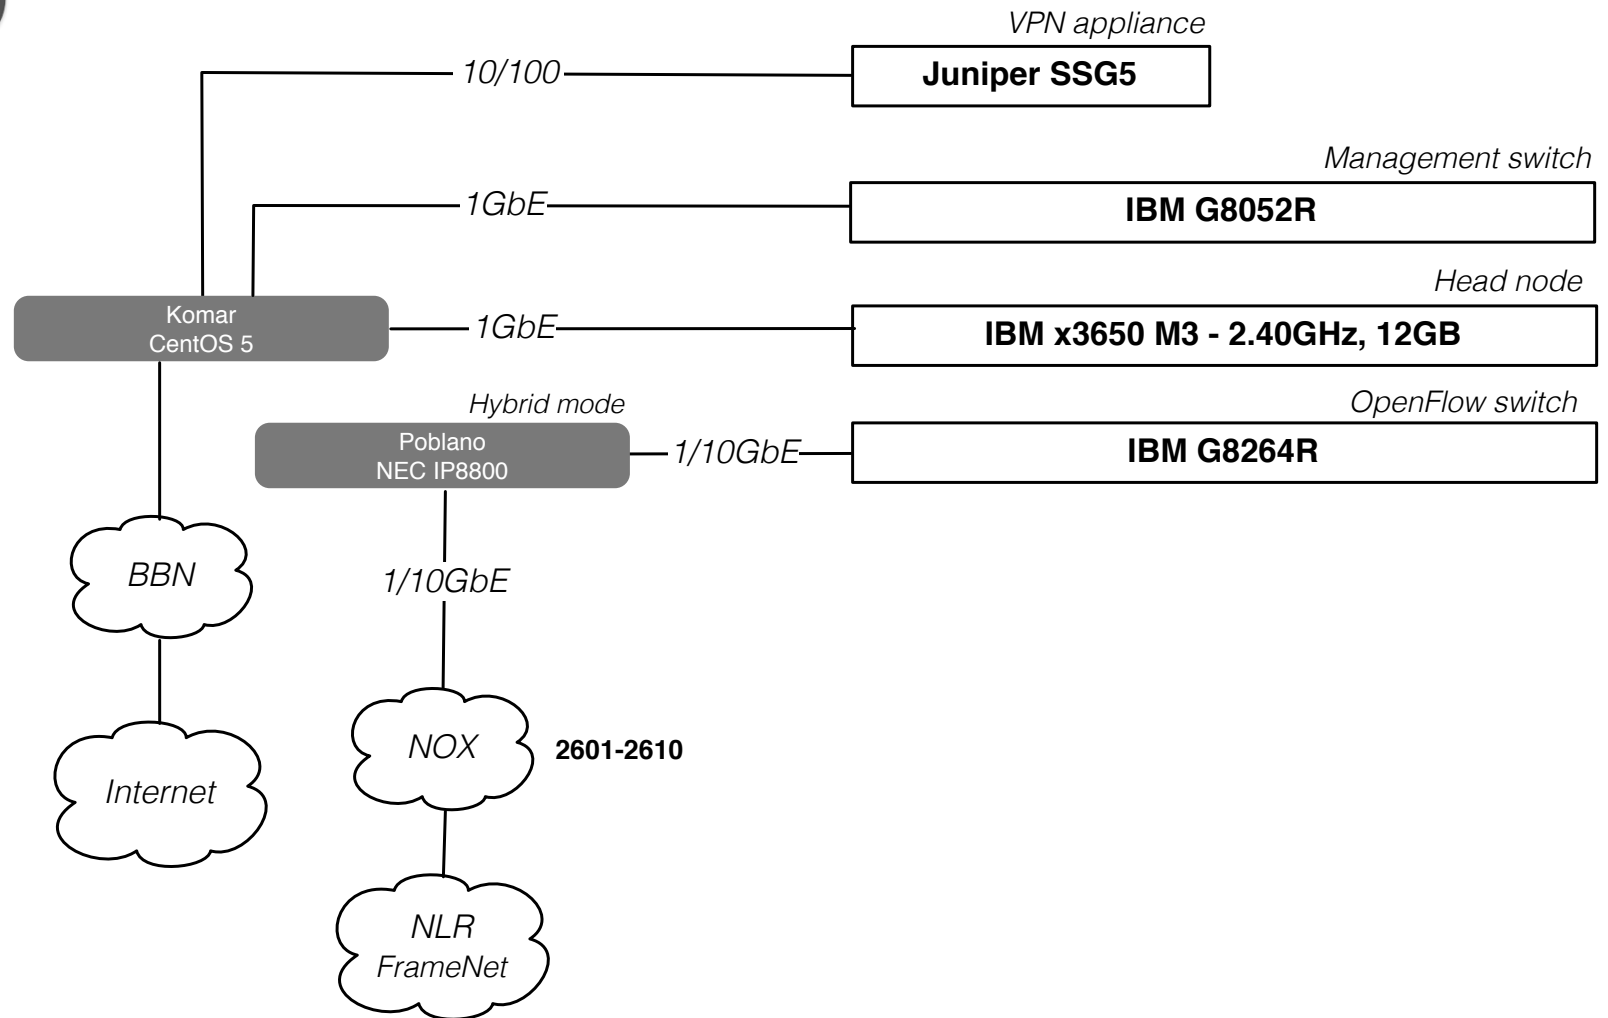 VPN appliance
10/100
Juniper SSG5
Management switch
1GbE
IBM G8052R
Head node
Komar
CentOS 5
1GbE
IBM x3650 M3 - 2.40GHz, 12GB
Hybrid mode
OpenFlow switch
Poblano
NEC IP8800
1/10GbE
IBM G8264R
BBN
1/10GbE
NOX
2601-2610
Internet
NLR
FrameNet